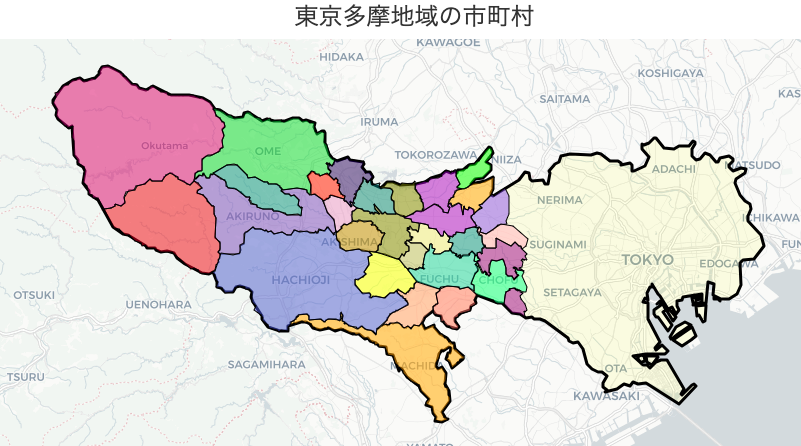 東京多摩地域の市町村
KAWAGOE
HIDAKA
KOSHIGAYA
SAITAMA
IRUMA
Okutama
OME
TOKOROZAWA
NIIZA
ADACHI
MATSUDO
NERIMA
AKIRUNO
ICHIKAWA
AKISHIMA
SUGINAMI
TOKYO
EDOGAWA
HACHIOJI
FUCHU
CHOFU
SETAGAYA
OTSUKI
UENOHARA
SAGAMIHARA
MACHIDA
OTA
TSURU
KAWASAKI
YAMATO